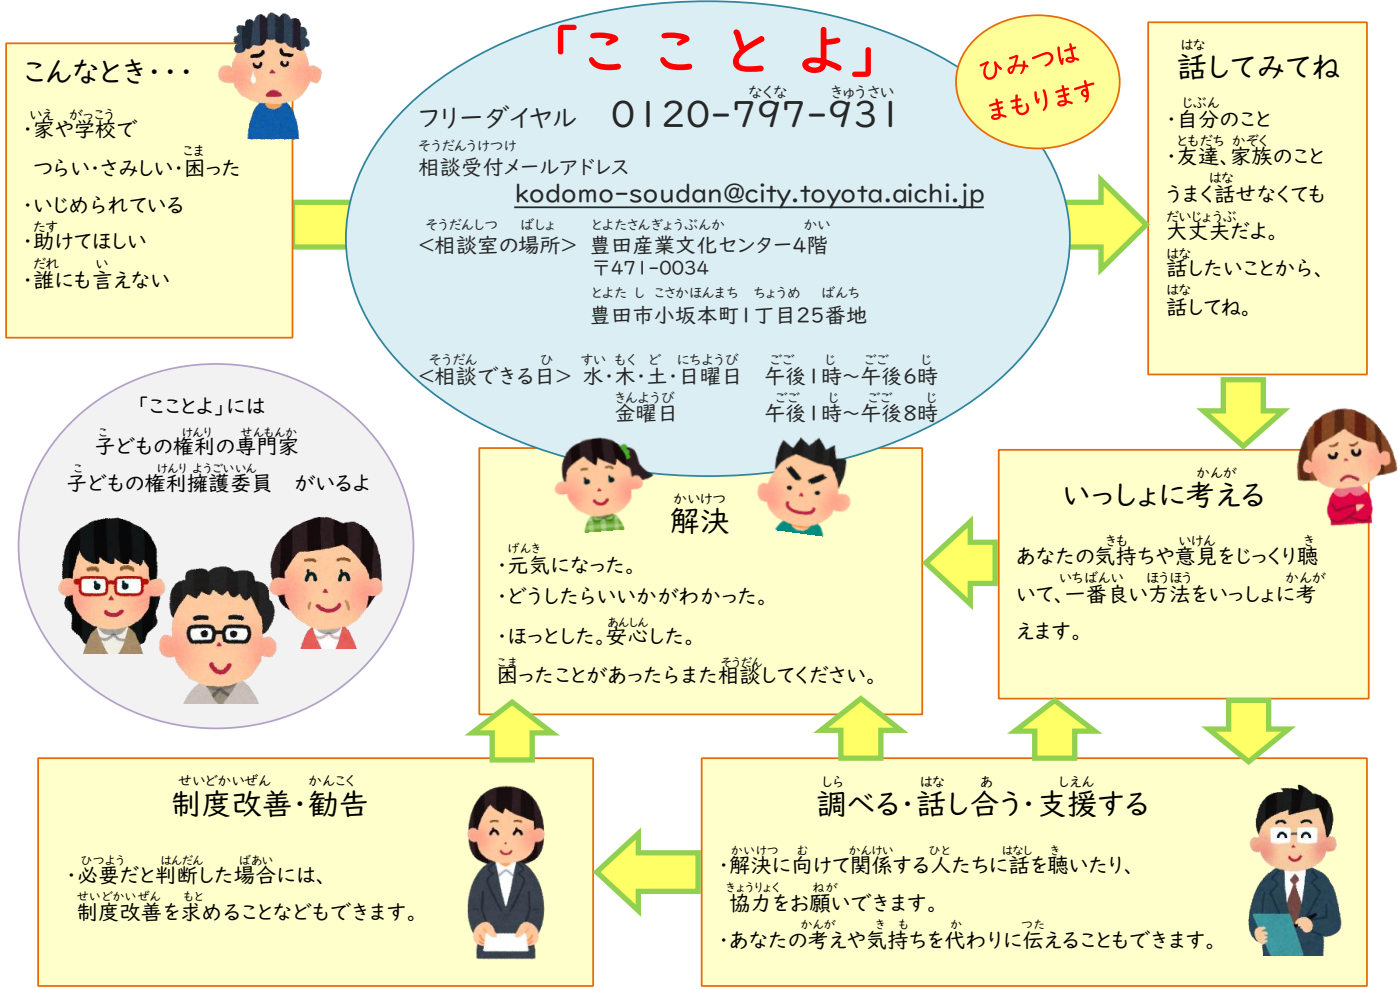 こんなとき・・・
・家や学校で
つらい・さみしい・困った
・いじめられている
・助けてほしい
・誰にも言えない
「こことよ」
フリーダイヤル 0120-797-931
なくな きゅうさい
相談受付メールアドレス
そうだんうけつけ
kodomo-soudan@city.toyota.aichi.jp
<相談室の場所> 豊田産業文化センター4階
〒471-0034
豊田市小坂本町1丁目25番地
<相談できる日> 水・木・土・日曜日 午後1時～午後6時
金曜日 午後1時～午後8時
ひみつは
まもります
話してみてね
・自分のこと
・友達、家族のこと
うまく話せなくても
大丈夫だよ。
話したいことから、
話してね。
「こことよ」には
子どもの権利の専門家
子どもの権利擁護委員 がいるよ
いっしょに考える
あなたの気持ちや意見をじっくり聴
いて、一番良い方法をいっしょに考
えます。
解決
・元気になった。
・どうしたらいいかがわかった。
・ほっとした。安心した。
困ったことがあったらまた相談してください。
調べる・話し合う・支援する
・解決に向けて関係する人たちに話を聴いたり、
協力をお願いできます。
・あなたの考えや気持ちを代わりに伝えることもできます。
制度改善・勧告
・必要だと判断した場合には、
制度改善を求めることなどもできます。